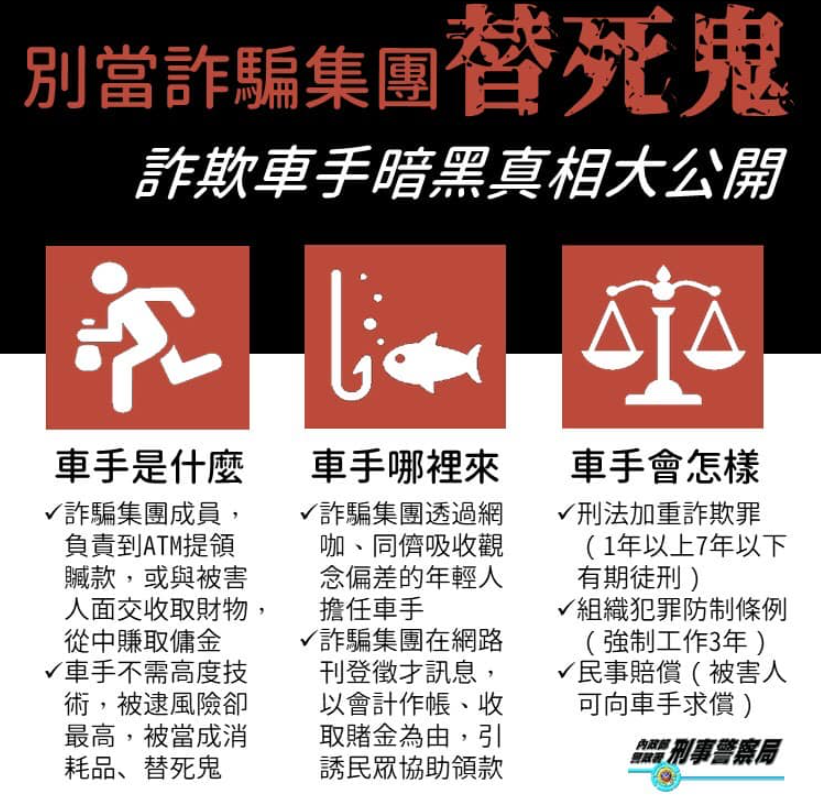 別當詐騙集團替死鬼
詐欺車手暗黑真相大公開
車手是什麼
✓詐騙集團成員，
負責到ATM提領
贓款，或與被害
人面交收取財物，
從中賺取傭金
✓車手不需高度技
術，被逮風險卻
最高，被當成消
耗品、替死鬼
車手哪裡來
✓詐騙集團透過網
咖、同儕吸收觀
念偏差的年輕人
擔任車手
✓詐騙集團在網路
刊登徵才訊息，
以會計作帳、收
取賭金為由，引
誘民眾協助領款
車手會怎樣
✓刑法加重詐欺罪
（1年以上7年以下
有期徒刑）
✓組織犯罪防制條例
（強制工作3年）
✓民事賠償（被害人
可向車手求償）
內政部
警政署
刑事警察局